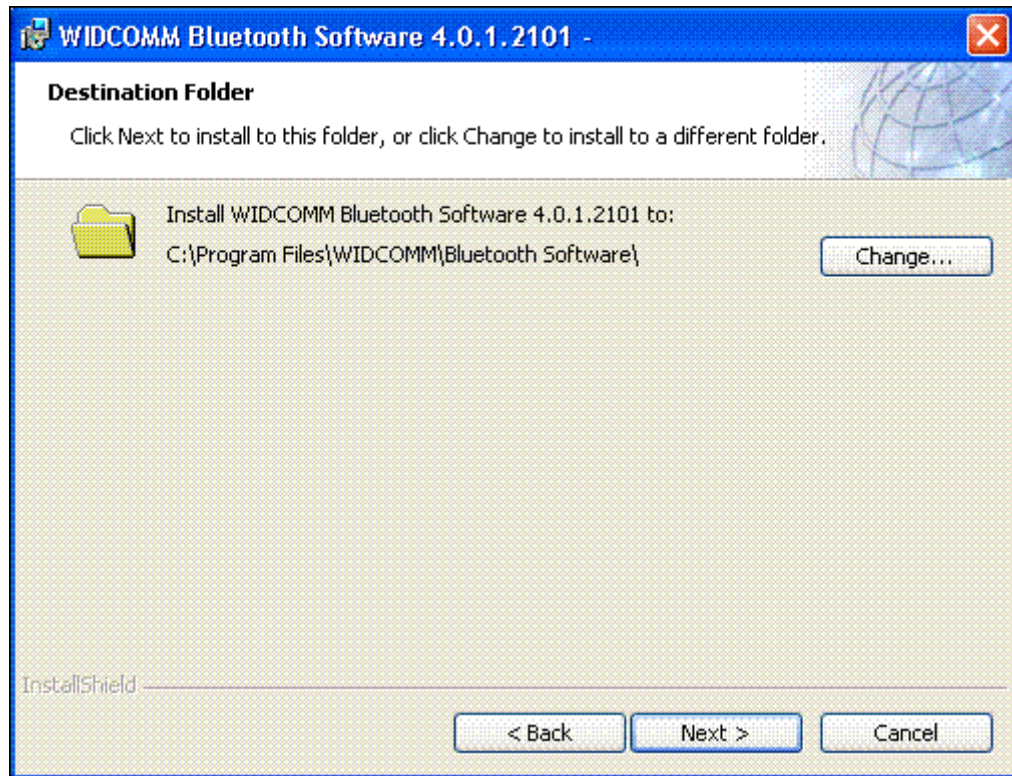 WIDCOMM Bluetooth Software 4.0.1.2101 -
Destination Folder
Click Next to install to this folder, or click Change to install to a different folder.
Install WIDCOMM Bluetooth Software 4.0.1.2101 to:
C:\Program Files\WIDCOMM\Bluetooth Software\
Change...
InstallShield
< Back
Next >
Cancel